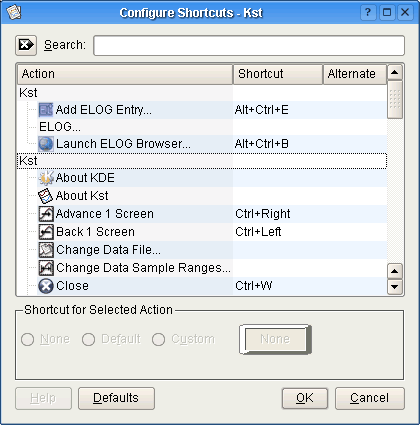 Configure Shortcuts - Kst
Search:
Action Shortcut Alternate
Kst
Add ELOG Entry... Alt+Ctrl+E
ELOG...
Launch ELOG Browser... Alt+Ctrl+B
Kst
About KDE
About Kst
Advance 1 Screen Ctrl+Right
Back 1 Screen Ctrl+Left
Change Data File...
Change Data Sample Ranges...
Close Ctrl+W
Shortcut for Selected Action
None Default Custom None
Help Defaults OK Cancel